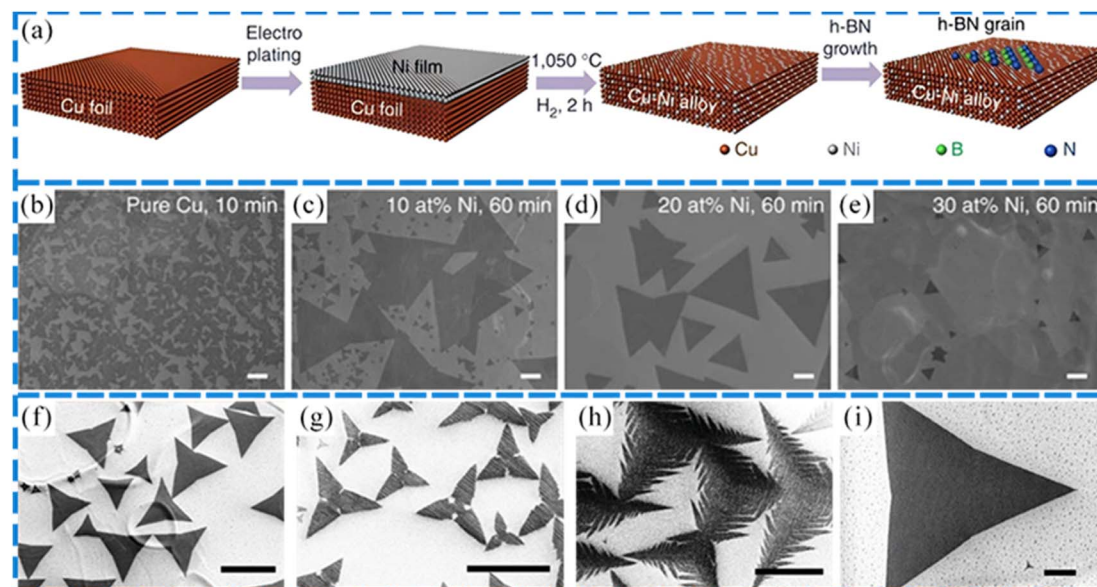 (a)
Cu foil
Electro
plating
Ni film
Cu foil
1,050 °C
H2, 2 h
Cu-Ni alloy
h-BN
growth
h-BN grain
Cu-Ni alloy
Cu
Ni
B
N
(b)
Pure Cu, 10 min
(c)
10 at% Ni, 60 min
(d)
20 at% Ni, 60 min
(e)
30 at% Ni, 60 min
(f)
(g)
(h)
(i)